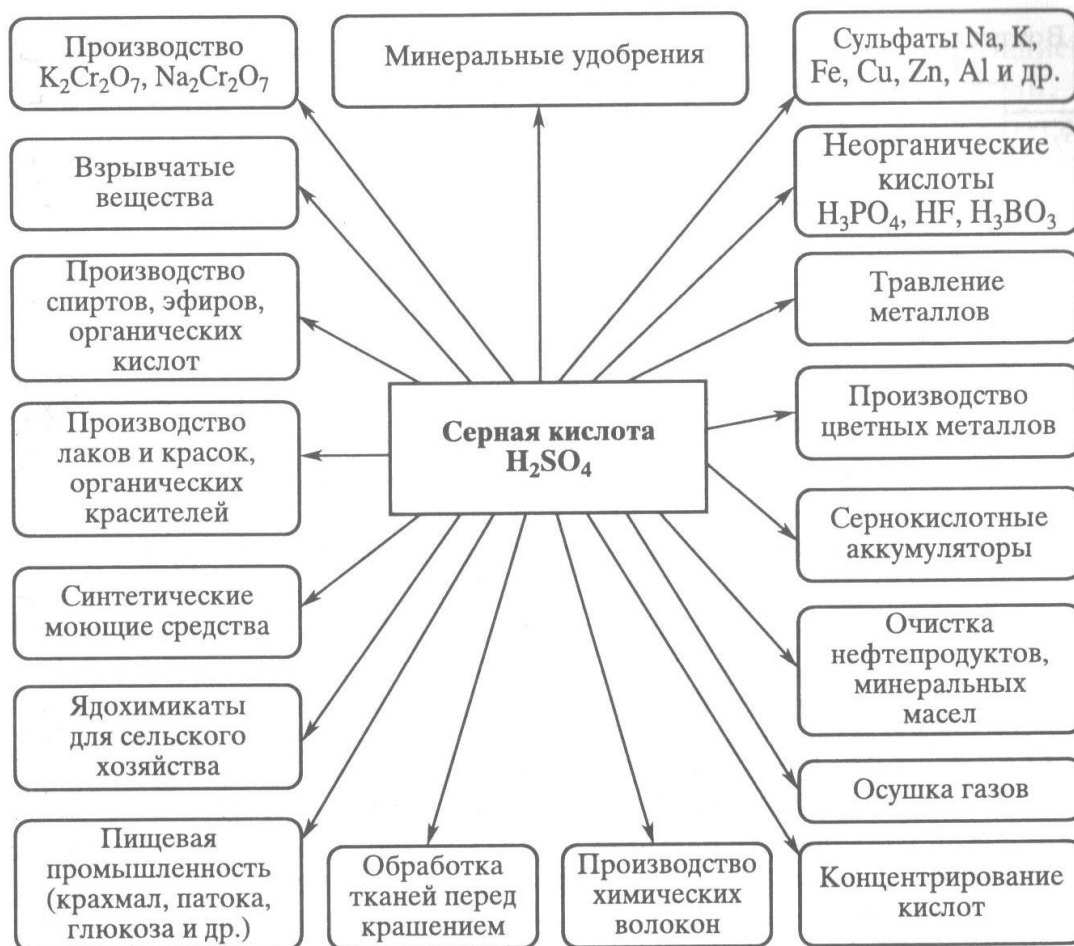 Производство
K₂Cr₂O₇, Na₂Cr₂O₇
Минеральные удобрения
Сульфаты Na, K,
Fe, Cu, Zn, Al и др.
Взрывчатые
вещества
Неорганические
кислоты
H₃PO₄, HF, H₃BO₃
Производство
спиртов, эфиров,
органических
кислот
Травление
металлов
Серная кислота
H₂SO₄
Производство
лаков и красок,
органических
красителей
Производство
цветных металлов
Сернокислотные
аккумуляторы
Синтетические
моющие средства
Очистка
нефтепродуктов,
минеральных
масел
Ядохимикаты
для сельского
хозяйства
Осушка газов
Пищевая
промышленность
(крахмал, патока,
глюкоза и др.)
Обработка
тканей перед
крашением
Производство
химических
волокон
Концентрирование
кислот